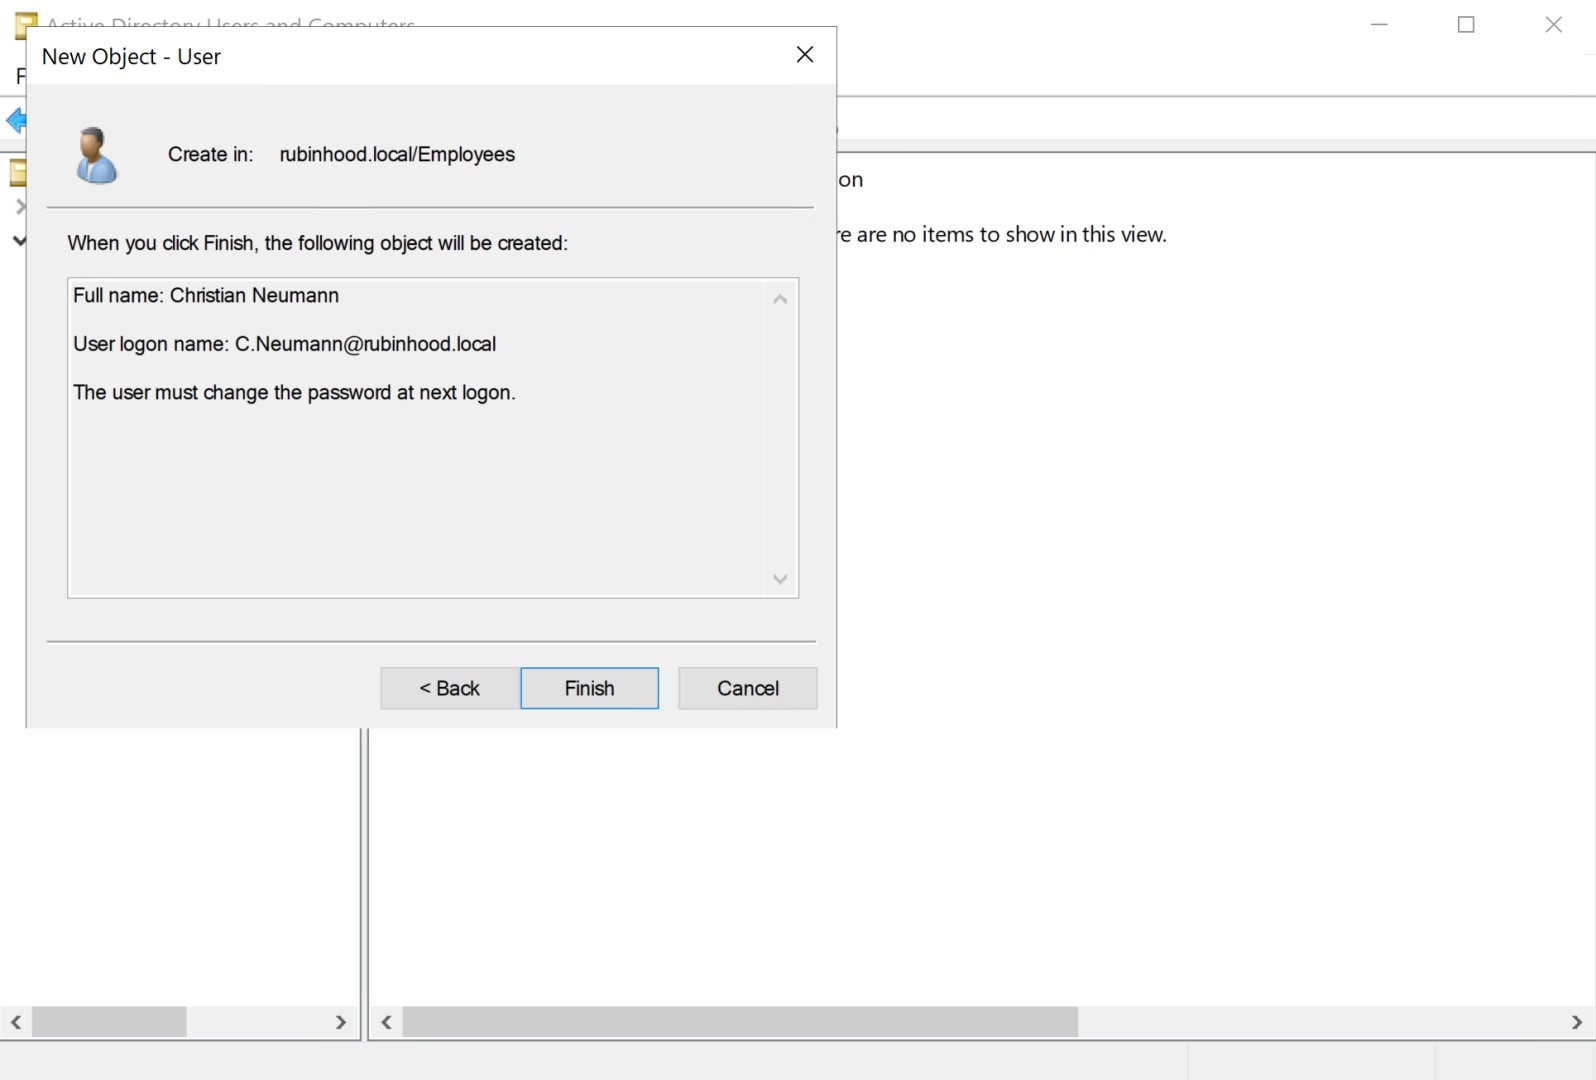 Active Directory Users and Computers
New Object - User
F
Create in: rubinhood.local/Employees
on
When you click Finish, the following object will be created:
re are no items to show in this view.
Full name: Christian Neumann
User logon name: C.Neumann@rubinhood.local
The user must change the password at next logon.
< Back
Finish
Cancel